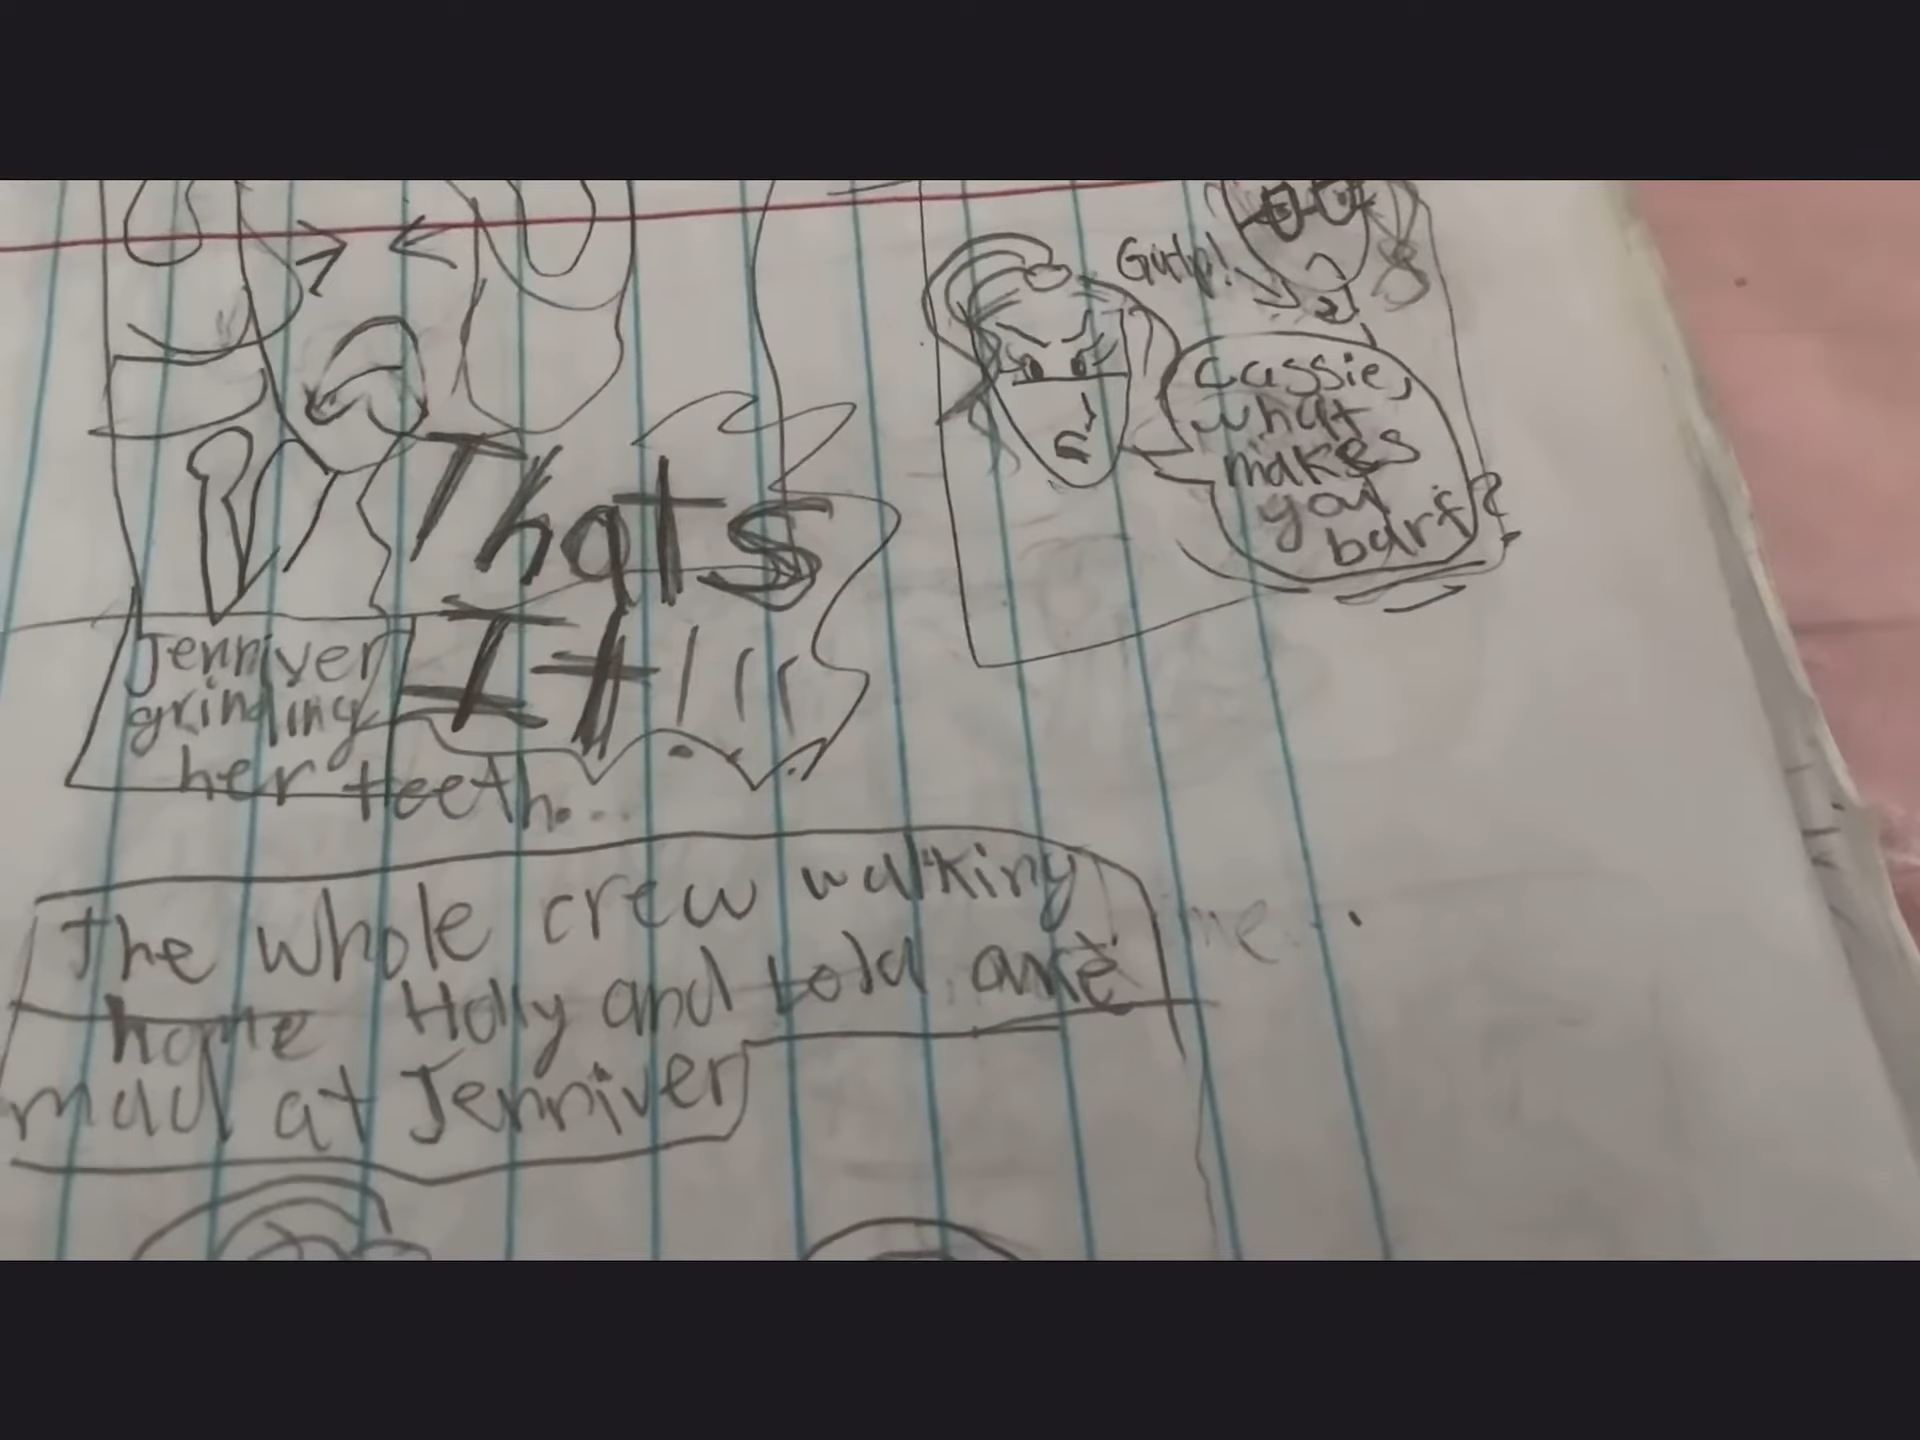 Thats
It!!!!
Jenniver
grinding
her teeth...
Gulp!
Cassie,
what
makes
you
barf?
The whole crew walking
home Holly and told are
mad at Jenniver